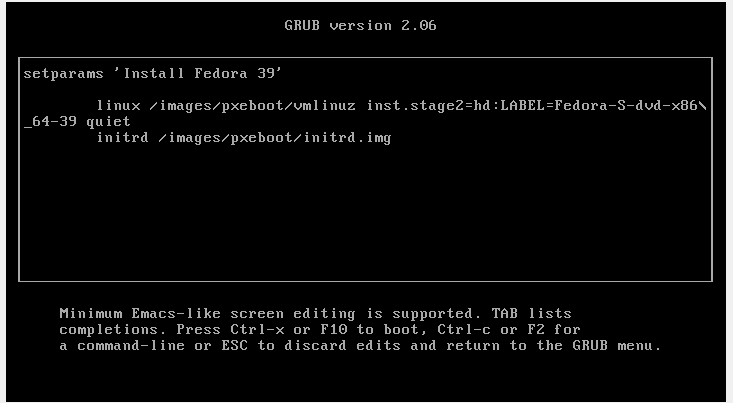 GRUB version 2.06
setparams 'Install Fedora 39'
linux /images/pxeboot/vmlinuz inst.stage2=hd:LABEL=Fedora-S-dvd-x86\
_64-39 quiet
initrd /images/pxeboot/initrd.img
Minimum Emacs-like screen editing is supported. TAB lists
completions. Press Ctrl-x or F10 to boot, Ctrl-c or F2 for
a command-line or ESC to discard edits and return to the GRUB menu.